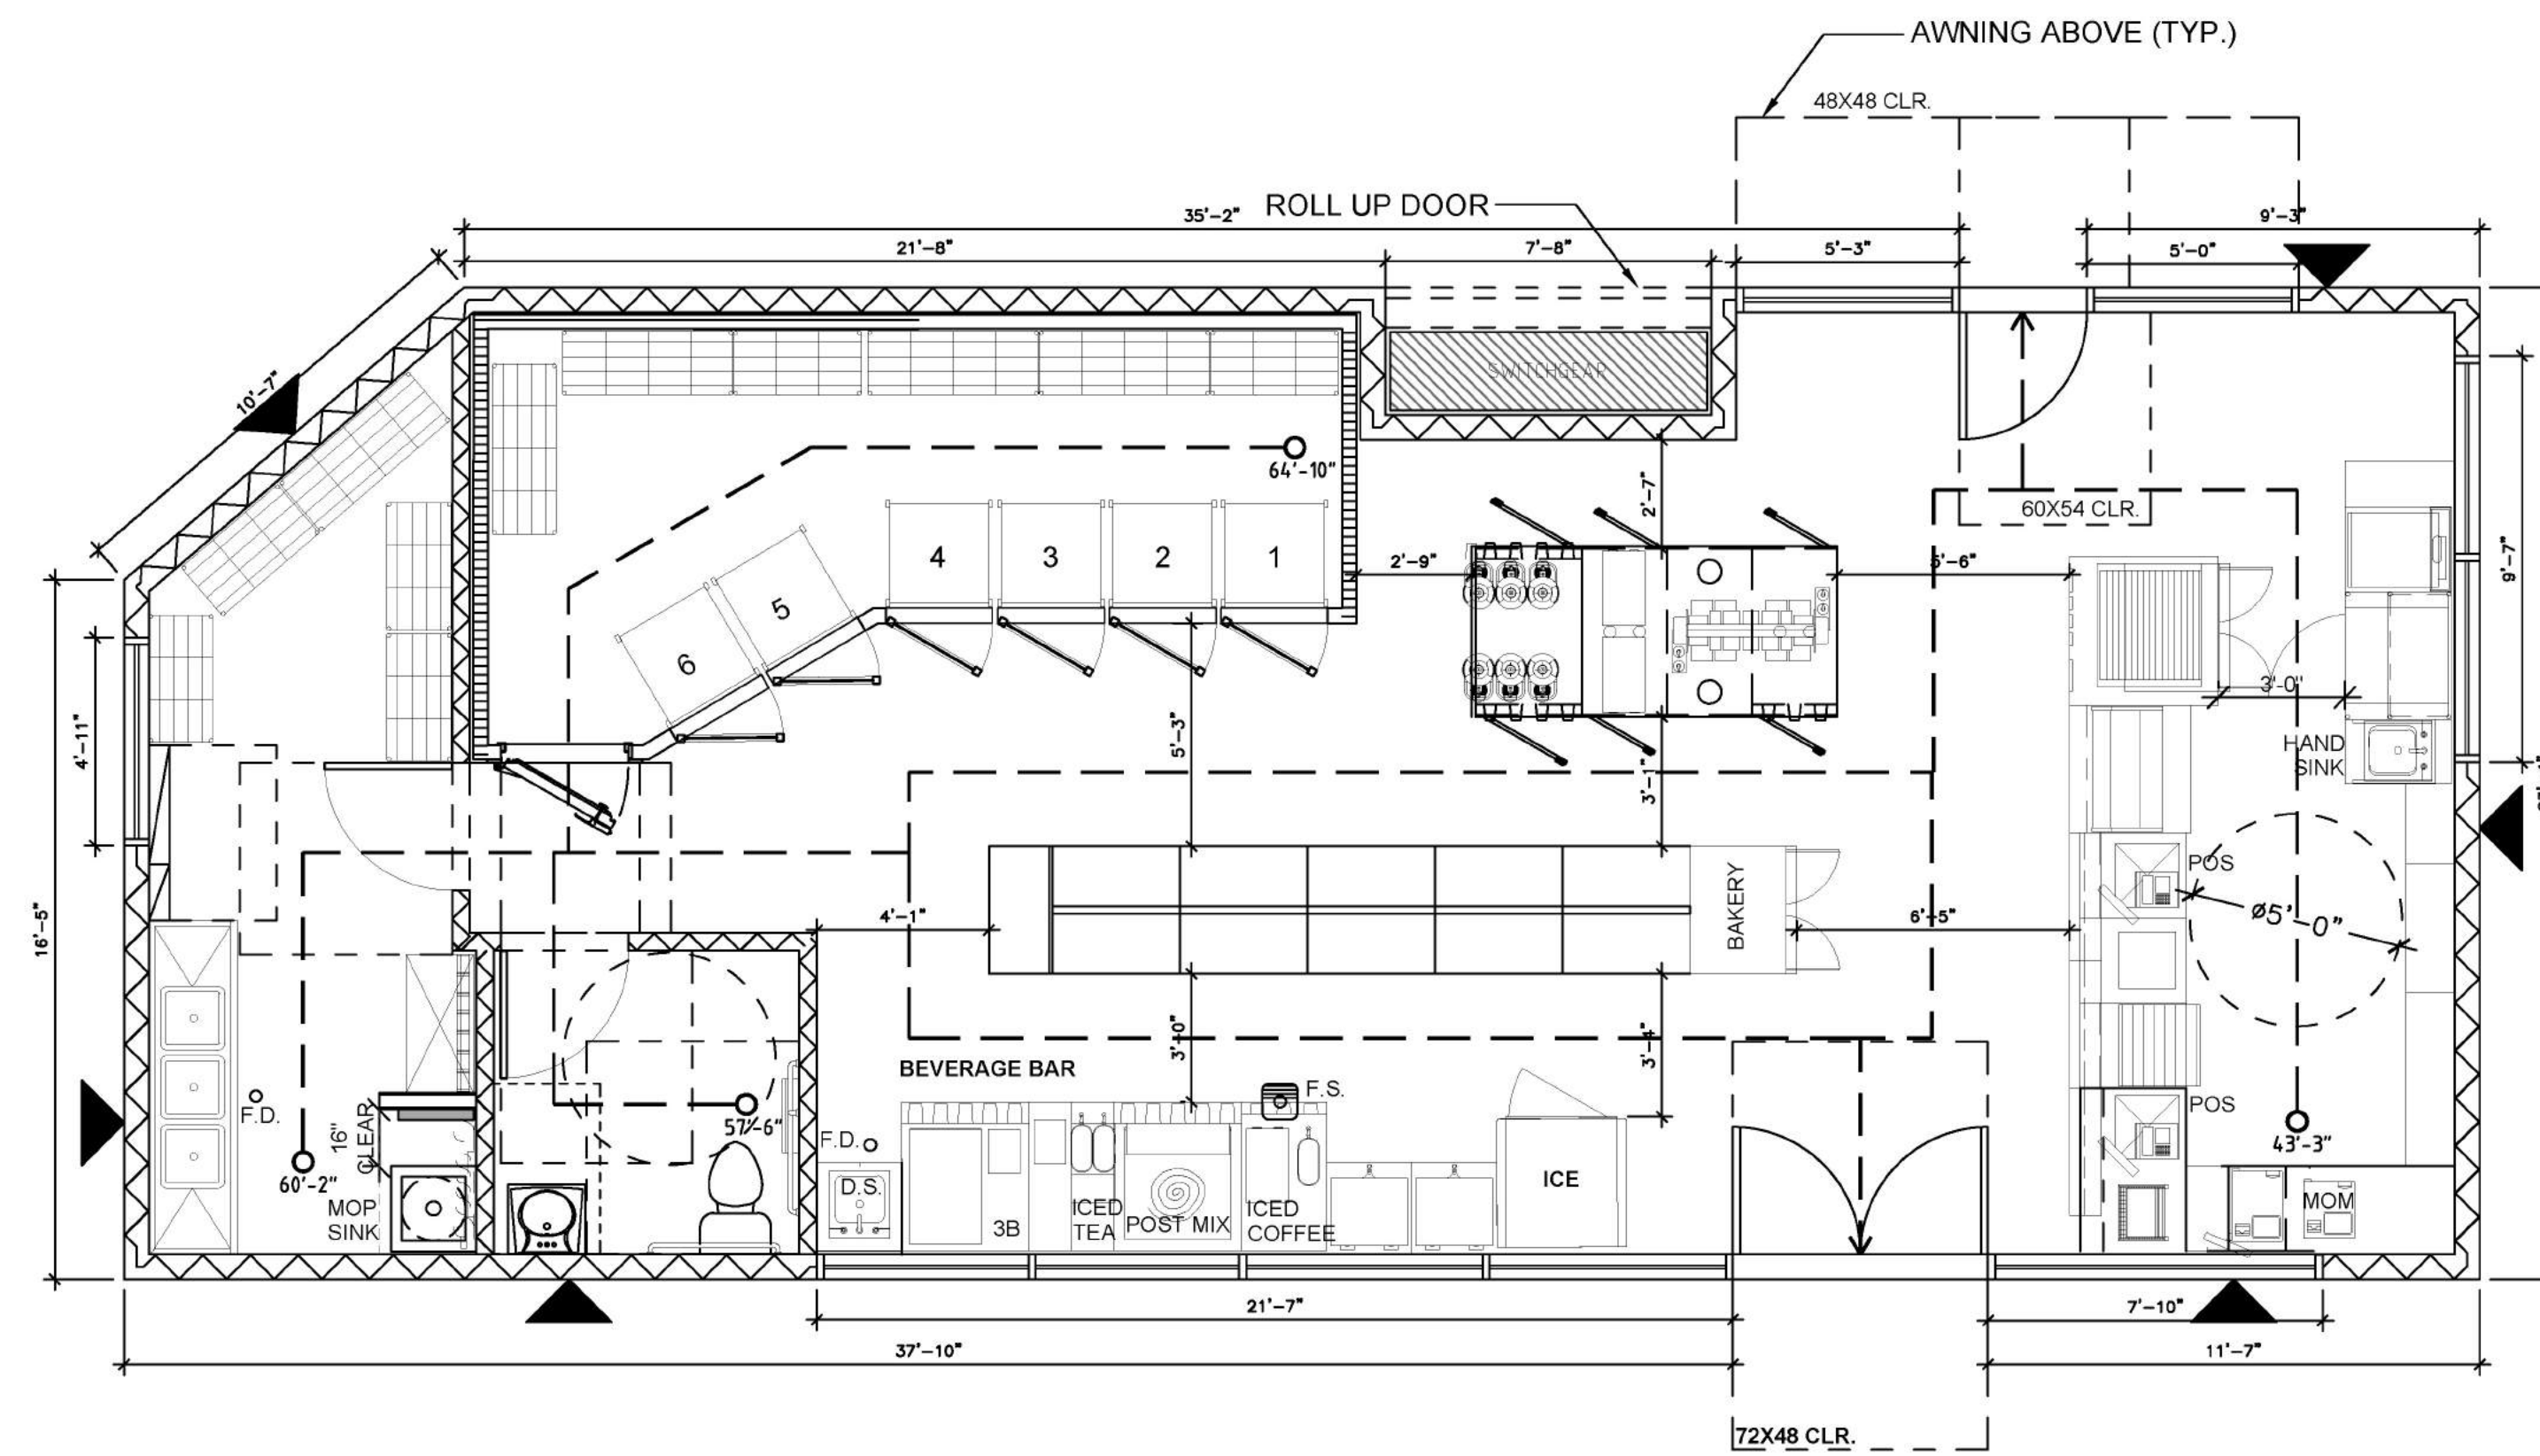 AWNING ABOVE (TYP.)
48X48 CLR.
ROLL UP DOOR
35'-2"
9'-3"
21'-8"
7'-8"
5'-3"
5'-0"
10'-7"
SWITCHGEAR
64'-10"
2'-7"
60X54 CLR.
4
3
2
1
2'-9"
5'-6"
9'-7"
5
6
3'-0"
4'-11"
5'-3"
HAND
SINK
3'-1"
POS
BAKERY
16'-5"
4'-1"
6'-5"
Ø5'-0"
3'-0"
3'-4"
BEVERAGE BAR
F.S.
F.D.
16"
CLEAR
57'-6"
F.D.
POS
43'-3"
60'-2"
D.S.
ICE
MOP
SINK
3B
ICED
TEA
POST MIX
ICED
COFFEE
MOM
21'-7"
7'-10"
37'-10"
11'-7"
72X48 CLR.